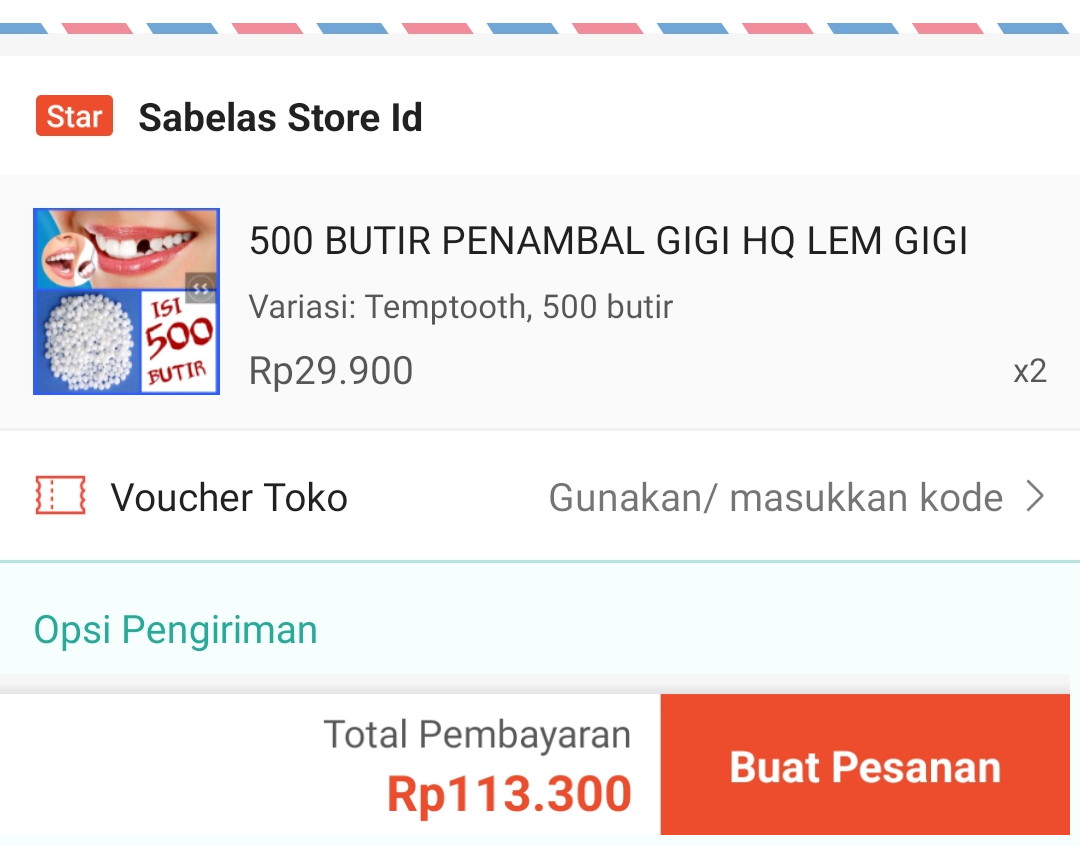 Star Sabelas Store Id
500 BUTIR PENAMBAL GIGI HQ LEM GIGI
Variasi: Temptooth, 500 butir
Rp29.900 x2
ISI
500
BUTIR
Voucher Toko Gunakan/ masukkan kode
Opsi Pengiriman
Total Pembayaran
Rp113.300
Buat Pesanan